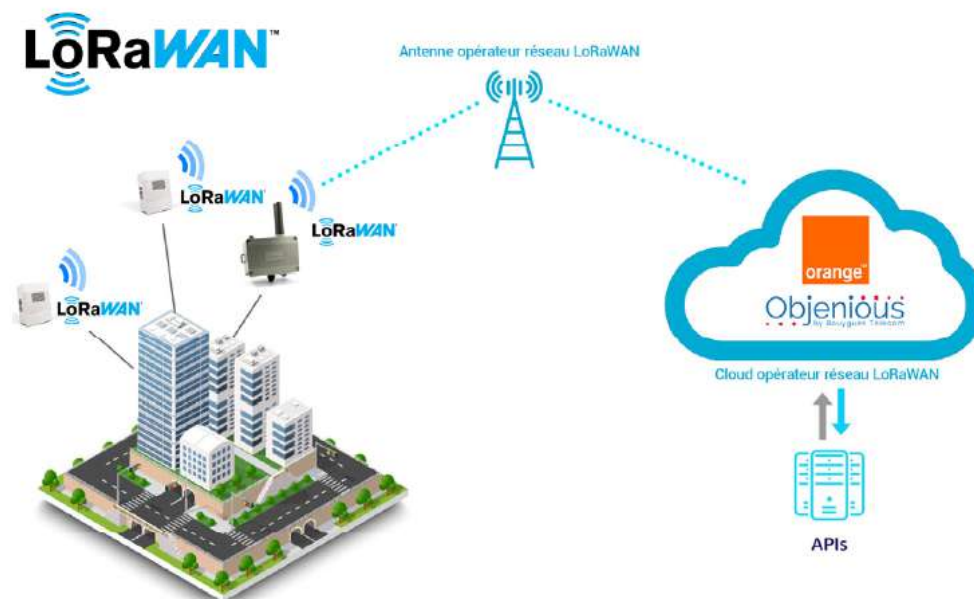 LoRaWAN™
Antenne opérateur réseau LoRaWAN
LoRaWAN
LoRaWAN
LoRaWAN
orange™
Objenious
by Bouygues Telecom
Cloud opérateur réseau LoRaWAN
APIs